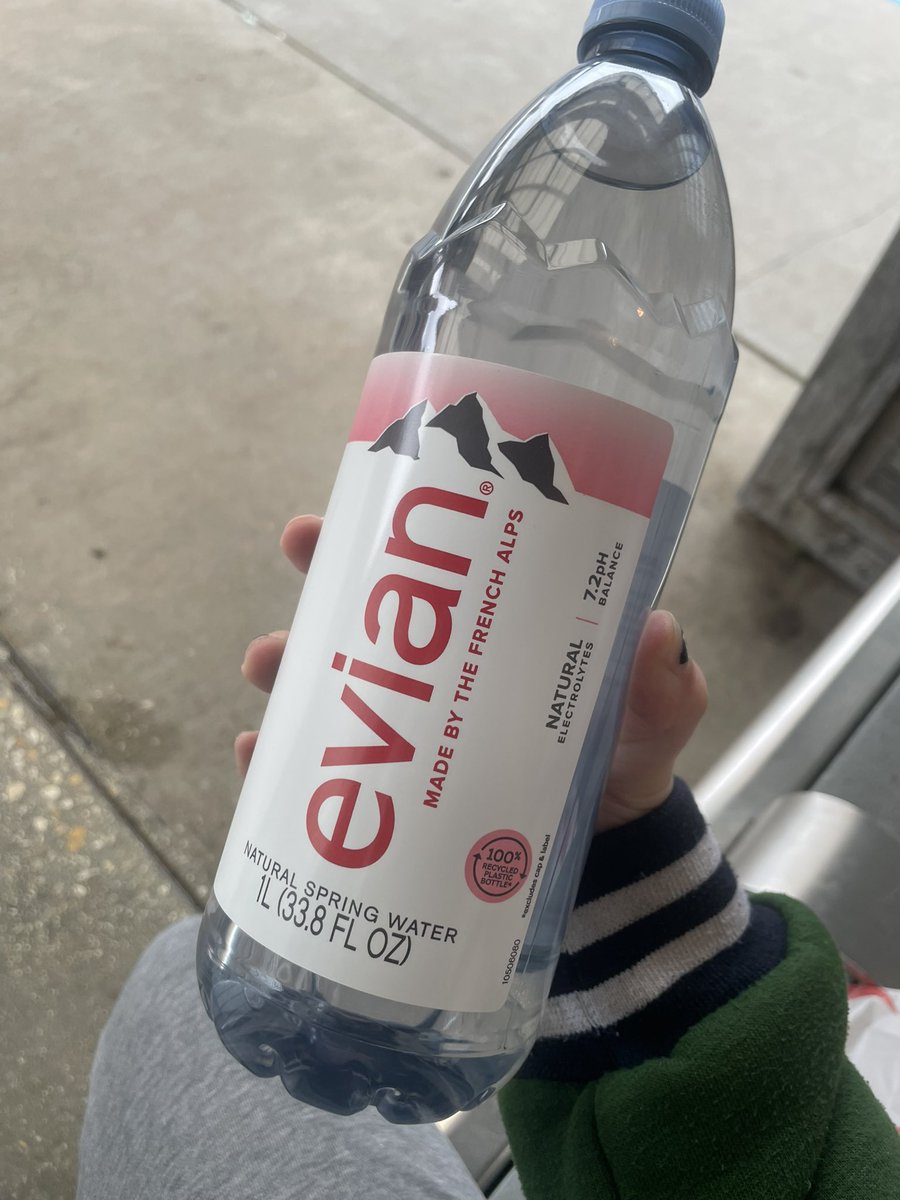 evian®
MADE BY THE FRENCH ALPS
NATURAL
ELECTROLYTES
7.2pH
BALANCE
NATURAL SPRING WATER
1L (33.8 FL OZ)
100%
RECYCLED
PLASTIC
BOTTLE*
*excludes cap & label
10506080